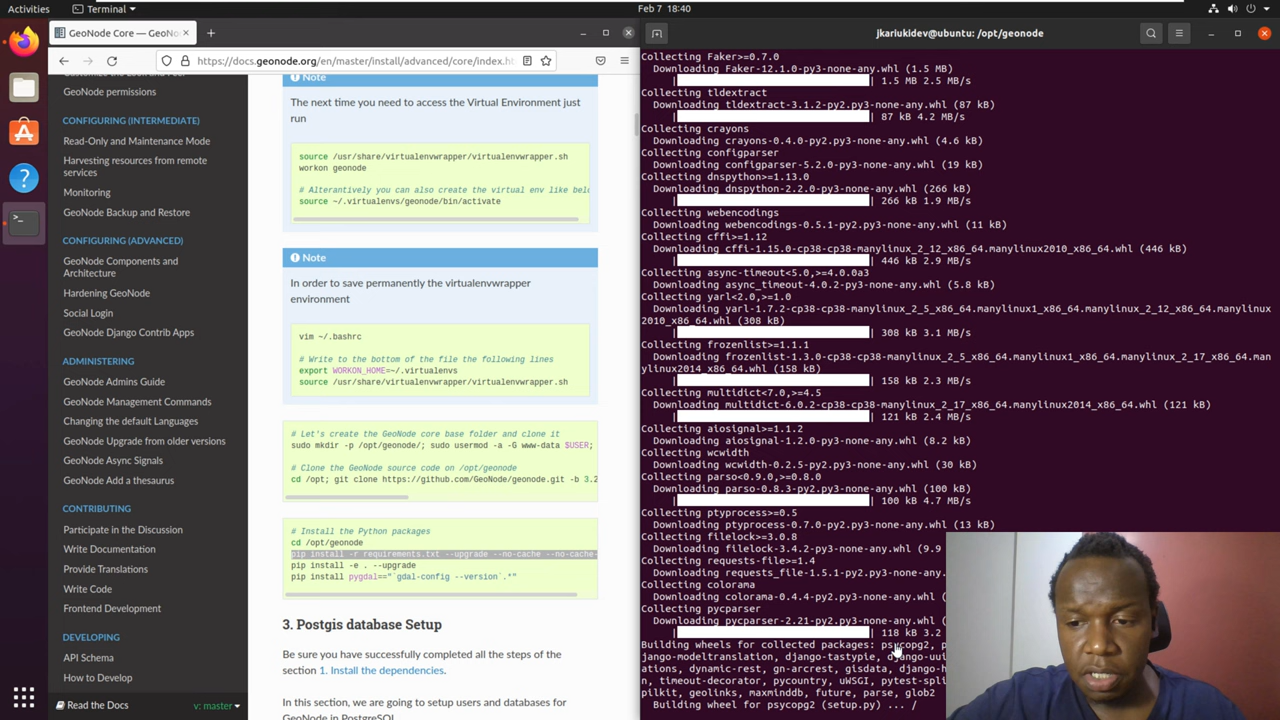 Activities
Terminal
Feb 7 18:40
GeoNode Core — GeoNo
https://docs.geonode.org/en/master/install/advanced/core/index.ht
GeoNode permissions
CONFIGURING (INTERMEDIATE)
Read-Only and Maintenance Mode
Harvesting resources from remote
services
Monitoring
GeoNode Backup and Restore
CONFIGURING (ADVANCED)
GeoNode Components and
Architecture
Hardening GeoNode
Social Login
GeoNode Django Contrib Apps
ADMINISTERING
GeoNode Admins Guide
GeoNode Management Commands
Changing the default Languages
GeoNode Upgrade from older versions
GeoNode Async Signals
GeoNode Add a thesaurus
CONTRIBUTING
Participate in the Discussion
Write Documentation
Provide Translations
Write Code
Frontend Development
DEVELOPING
API Schema
How to Develop
Read the Docs
v: master
Note
The next time you need to access the Virtual Environment just
run
source /usr/share/virtualenvwrapper/virtualenvwrapper.sh
workon geonode
# Alterantively you can also create the virtual env like belo
source ~/.virtualenvs/geonode/bin/activate
Note
In order to save permanently the virtualenvwrapper
environment
vim ~/.bashrc
# Write to the bottom of the file the following lines
export WORKON_HOME=~/.virtualenvs
source /usr/share/virtualenvwrapper/virtualenvwrapper.sh
# Let's create the GeoNode core base folder and clone it
sudo mkdir -p /opt/geonode/; sudo usermod -a -G www-data $USER;
# Clone the GeoNode source code on /opt/geonode
cd /opt; git clone https://github.com/GeoNode/geonode.git -b 3.2
# Install the Python packages
cd /opt/geonode
pip install -r requirements.txt --upgrade --no-cache --no-cache-
pip install -e . --upgrade
pip install pygdal=="`gdal-config --version`.*"
3. Postgis database Setup
Be sure you have successfully completed all the steps of the
section 1. Install the dependencies.
In this section, we are going to setup users and databases for
GeoNode in PostgreSQL
jkariukidev@ubuntu: /opt/geonode
Collecting Faker>=0.7.0
Downloading Faker-12.1.0-py3-none-any.whl (1.5 MB)
| | 1.5 MB 2.5 MB/s
Collecting tldextract
Downloading tldextract-3.1.2-py2.py3-none-any.whl (87 kB)
| | 87 kB 4.2 MB/s
Collecting crayons
Downloading crayons-0.4.0-py2.py3-none-any.whl (4.6 kB)
Collecting configparser
Downloading configparser-5.2.0-py3-none-any.whl (19 kB)
Collecting dnspython>=1.13.0
Downloading dnspython-2.2.0-py3-none-any.whl (266 kB)
| | 266 kB 1.9 MB/s
Collecting webencodings
Downloading webencodings-0.5.1-py2.py3-none-any.whl (11 kB)
Collecting cffi>=1.12
Downloading cffi-1.15.0-cp38-cp38-manylinux_2_12_x86_64.manylinux2010_x86_64.whl (446 kB)
| | 446 kB 2.9 MB/s
Collecting async-timeout<5.0,>=4.0.0a3
Downloading async_timeout-4.0.2-py3-none-any.whl (5.8 kB)
Collecting yarl<2.0,>=1.0
Downloading yarl-1.7.2-cp38-cp38-manylinux_2_5_x86_64.manylinux1_x86_64.manylinux_2_12_x86_64.manylinux
2010_x86_64.whl (308 kB)
| | 308 kB 3.1 MB/s
Collecting frozenlist>=1.1.1
Downloading frozenlist-1.3.0-cp38-cp38-manylinux_2_5_x86_64.manylinux1_x86_64.manylinux_2_17_x86_64.man
ylinux2014_x86_64.whl (158 kB)
| | 158 kB 2.3 MB/s
Collecting multidict<7.0,>=4.5
Downloading multidict-6.0.2-cp38-cp38-manylinux_2_17_x86_64.manylinux2014_x86_64.whl (121 kB)
| | 121 kB 2.4 MB/s
Collecting aiosignal>=1.1.2
Downloading aiosignal-1.2.0-py3-none-any.whl (8.2 kB)
Collecting wcwidth
Downloading wcwidth-0.2.5-py2.py3-none-any.whl (30 kB)
Collecting parso<0.9.0,>=0.8.0
Downloading parso-0.8.3-py2.py3-none-any.whl (100 kB)
| | 100 kB 4.7 MB/s
Collecting ptyprocess>=0.5
Downloading ptyprocess-0.7.0-py2.py3-none-any.whl (13 kB)
Collecting filelock>=3.0.8
Downloading filelock-3.4.2-py3-none-any.whl (9.9
Collecting requests-file>=1.4
Downloading requests_file-1.5.1-py2.py3-none-any.
Collecting colorama
Downloading colorama-0.4.4-py2.py3-none-any.whl (
Collecting pycparser
Downloading pycparser-2.21-py2.py3-none-any.whl (
| | 118 kB 3.2
Building wheels for collected packages: psycopg2, p
jango-modeltranslation, django-tastypie, django-uui
ations, dynamic-rest, gn-arcrest, gisdata, django-h
n, timeout-decorator, pycountry, uWSGI, pytest-spli
pilkit, geolinks, maxminddb, future, parse, glob2
Building wheel for psycopg2 (setup.py) ... /